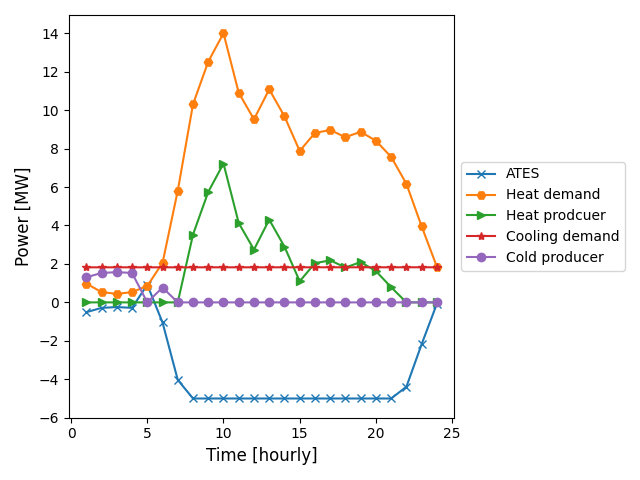 14
12
10
8
6
4
2
0
−2
−4
−6
Power [MW]
0 5 10 15 20 25
Time [hourly]
ATES
Heat demand
Heat prodcuer
Cooling demand
Cold producer